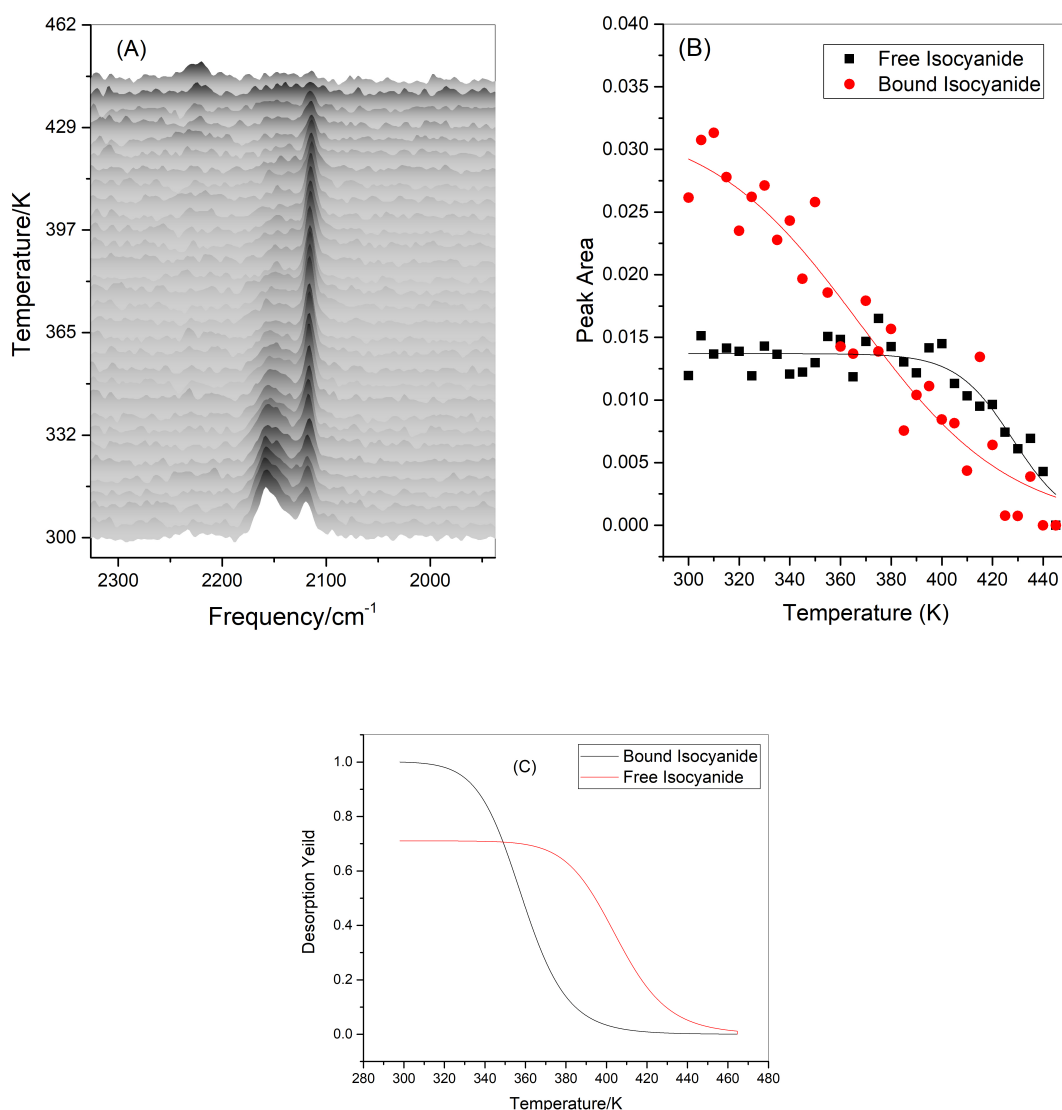 (A)
462
429
397
365
332
300
Temperature/K
2300 2200 2100 2000
Frequency/cm⁻¹
(B)
Free Isocyanide
Bound Isocyanide
0.040
0.035
0.030
0.025
0.020
0.015
0.010
0.005
0.000
Peak Area
300 320 340 360 380 400 420 440
Temperature (K)
(C)
Bound Isocyanide
Free Isocyanide
1.0
0.8
0.6
0.4
0.2
0.0
Desorption Yeild
280 300 320 340 360 380 400 420 440 460 480
Temperature/K